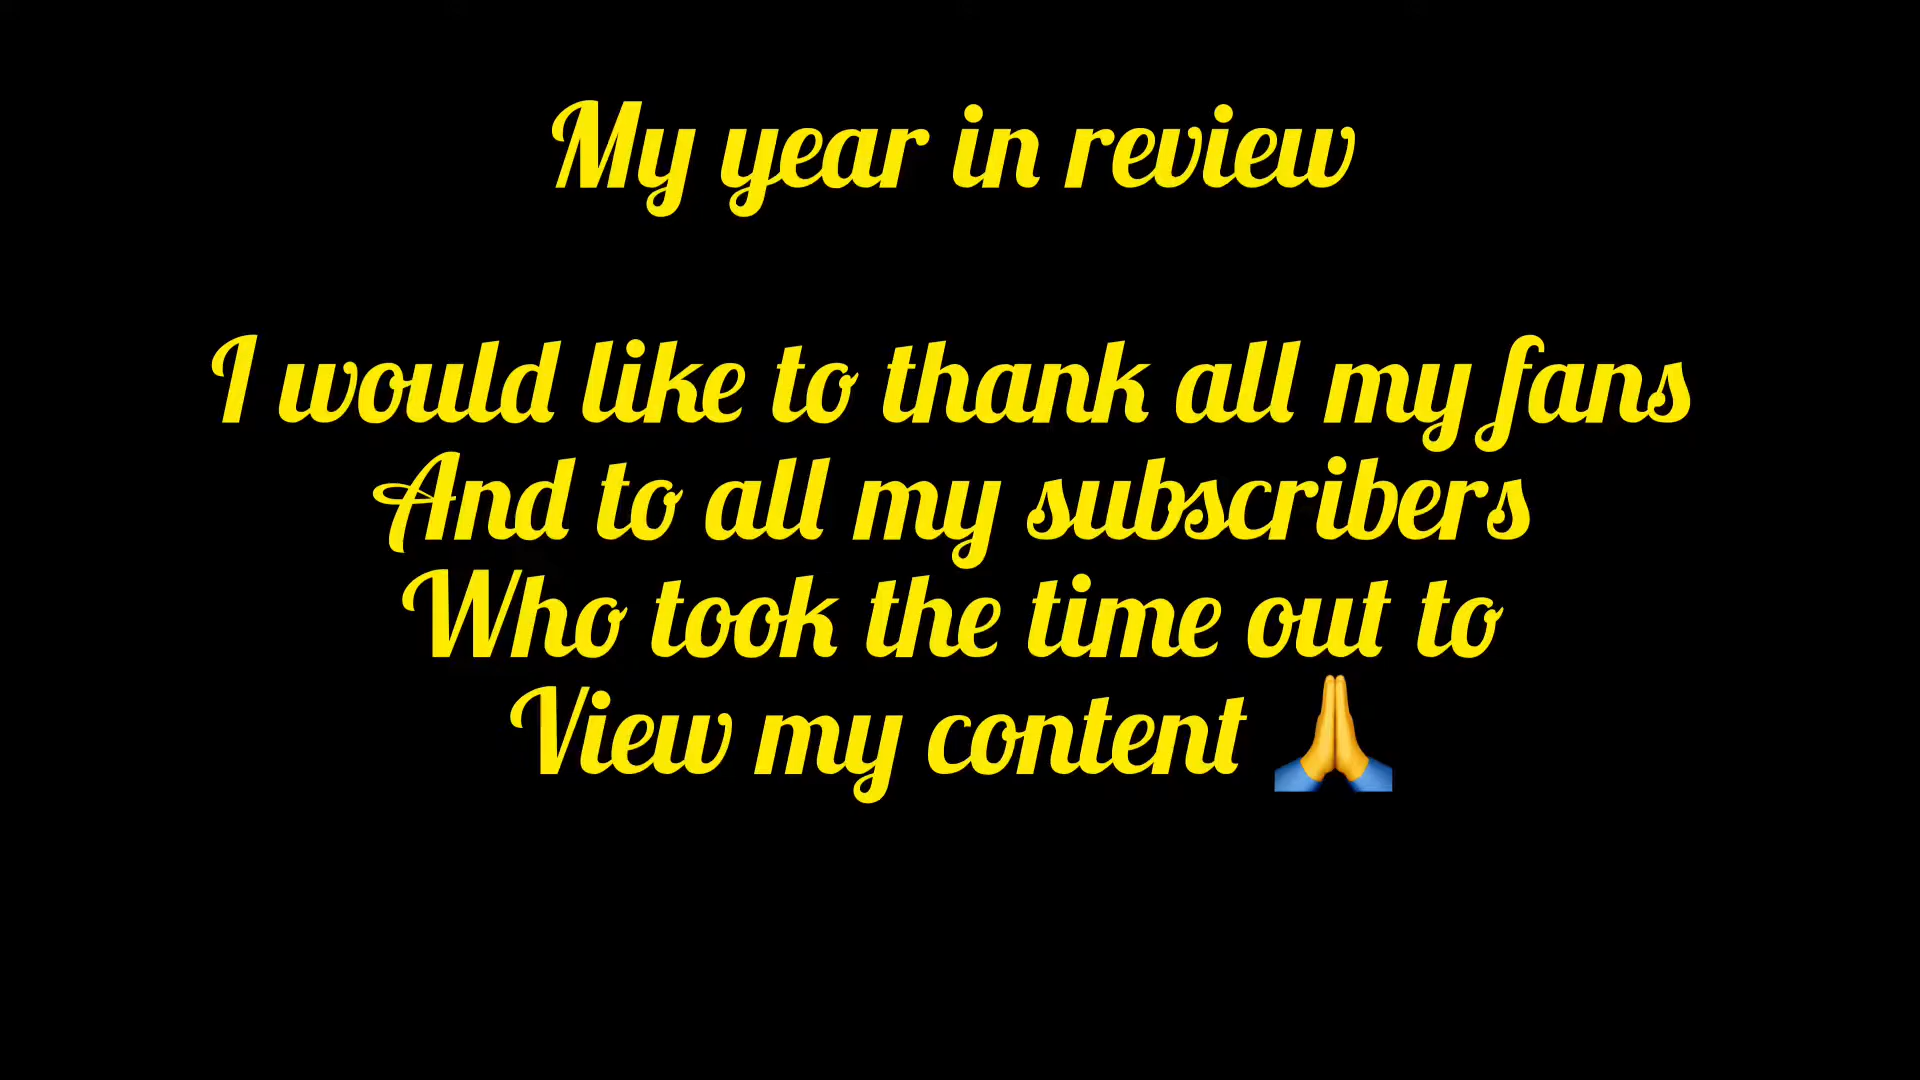 My year in review
I would like to thank all my fans
And to all my subscribers
Who took the time out to
View my content 🙏